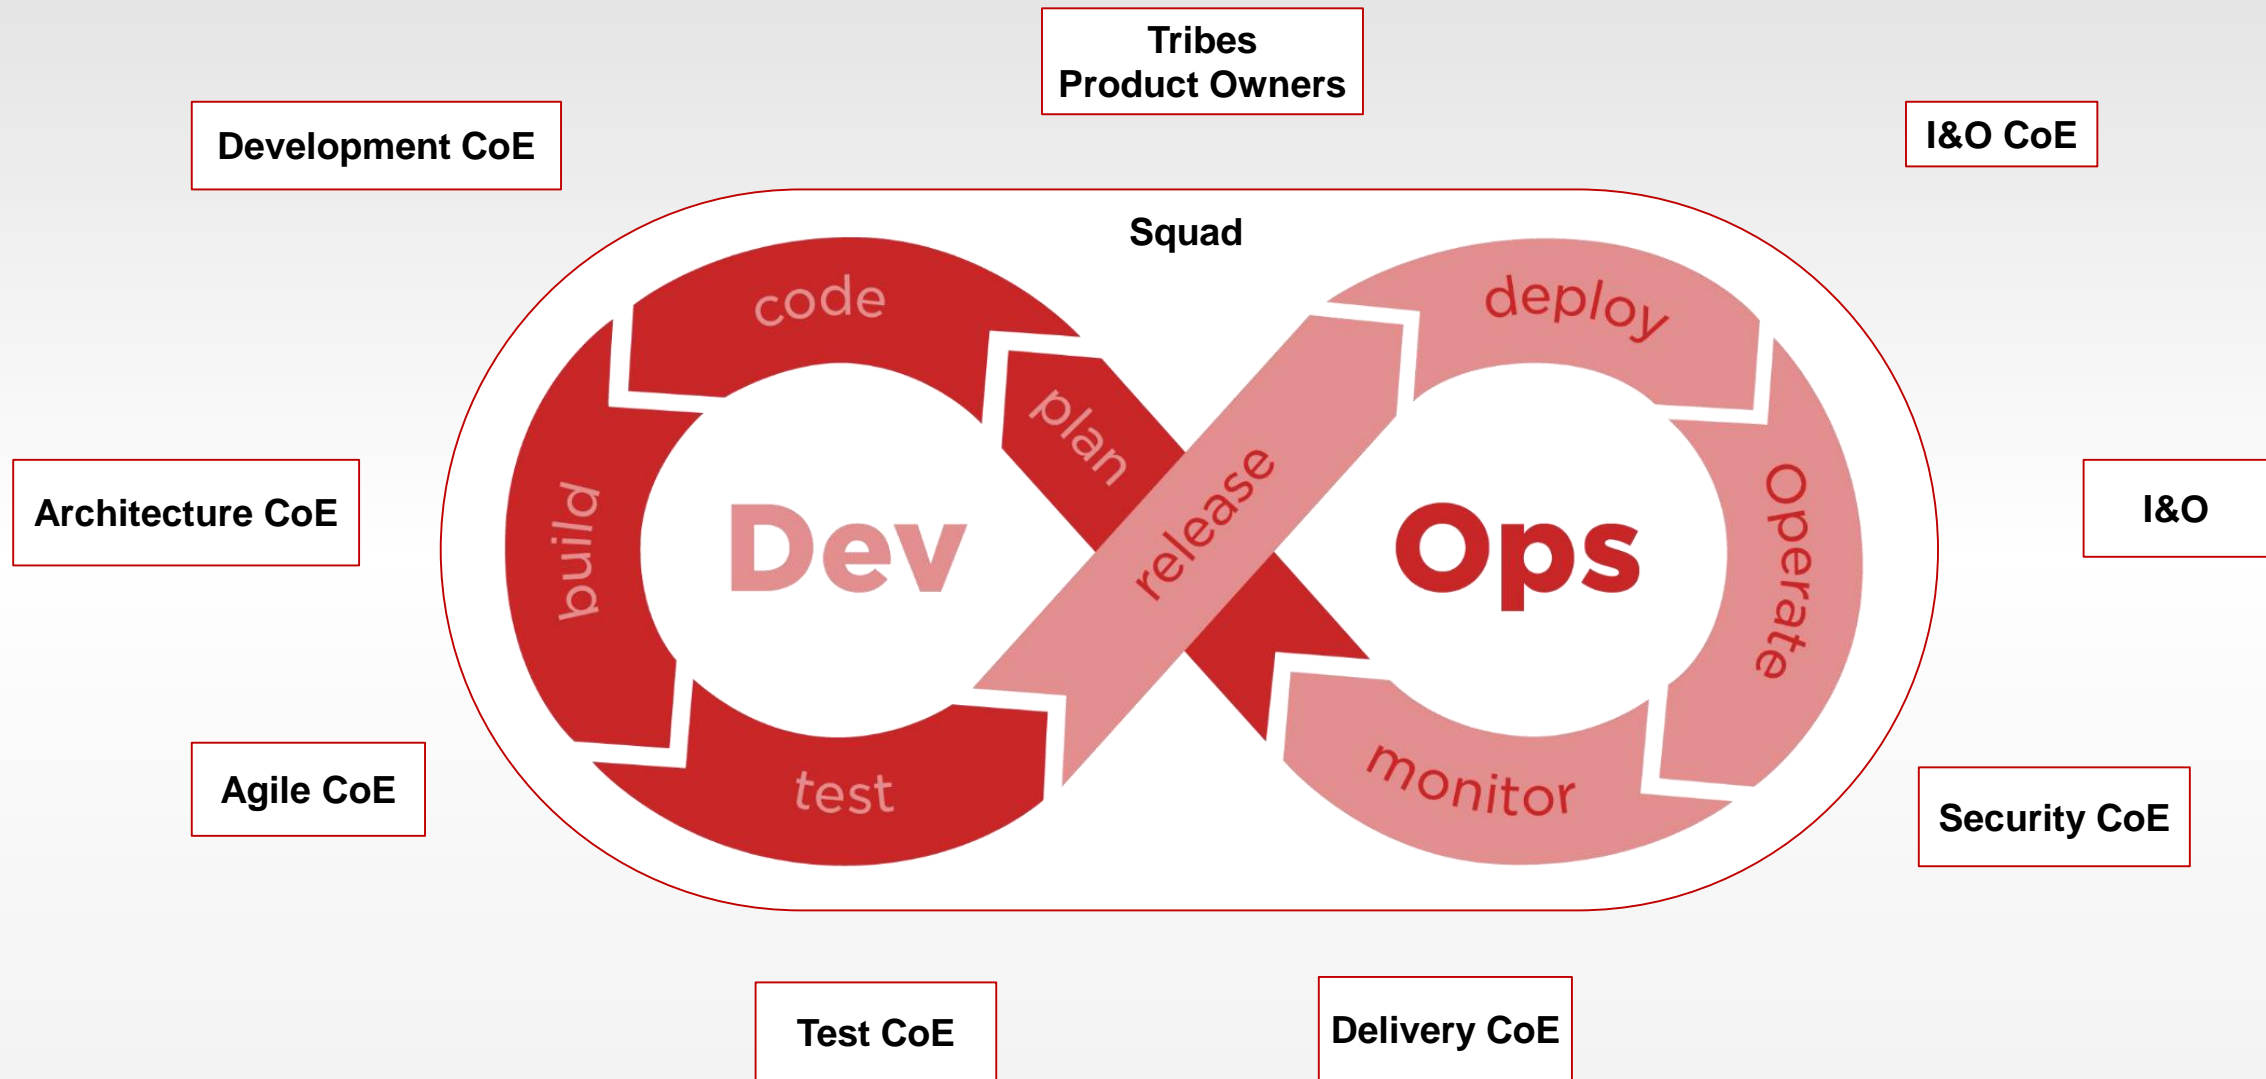 Tribes
Product Owners
Development CoE
I&O CoE
Squad
code
deploy
plan
release
build
Dev
Ops
Operate
Architecture CoE
I&O
test
monitor
Agile CoE
Security CoE
Test CoE
Delivery CoE